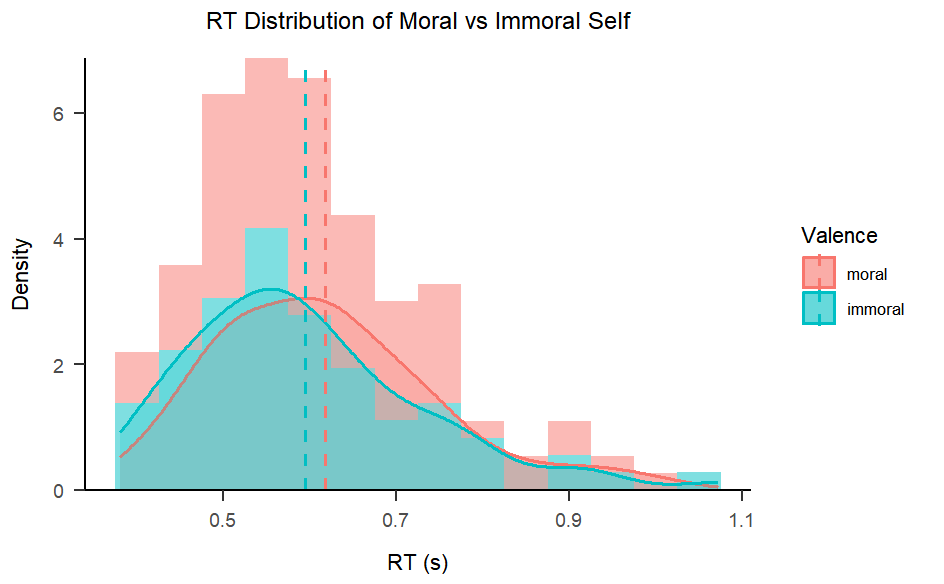 RT Distribution of Moral vs Immoral Self
Density
6
4
2
0
0.5 0.7 0.9 1.1
RT (s)
Valence
moral
immoral